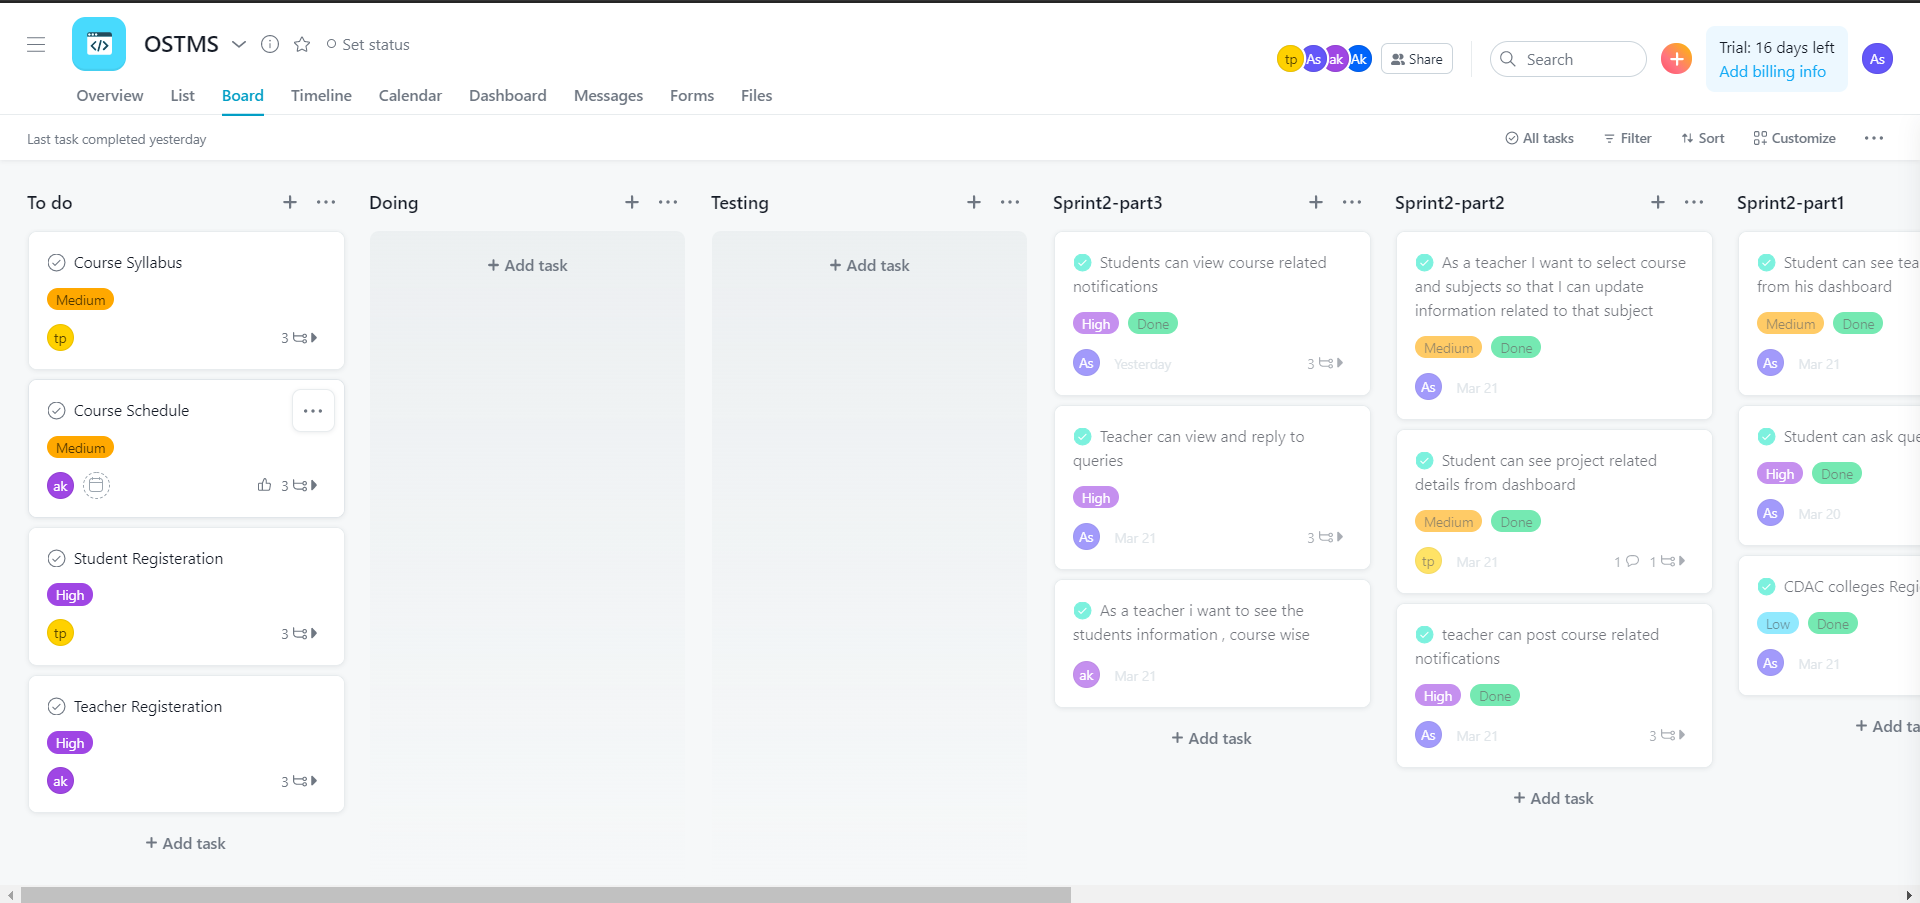 OSTMS
Set status
tp As ak Ak
Share
Search
Trial: 16 days left
Add billing info
As
Overview List Board Timeline Calendar Dashboard Messages Forms Files
Last task completed yesterday
All tasks Filter Sort Customize
To do
Course Syllabus
Medium
tp
3
Course Schedule
Medium
ak
3
Student Registeration
High
tp
3
Teacher Registeration
High
ak
3
+ Add task
Doing
+ Add task
Testing
+ Add task
Sprint2-part3
Students can view course related
notifications
High Done
As Yesterday 3
Teacher can view and reply to
queries
High
As Mar 21 3
As a teacher i want to see the
students information , course wise
ak Mar 21
+ Add task
Sprint2-part2
As a teacher I want to select course
and subjects so that I can update
information related to that subject
Medium Done
As Mar 21
Student can see project related
details from dashboard
Medium Done
tp Mar 21 1 1
teacher can post course related
notifications
High Done
As Mar 21 3
+ Add task
Sprint2-part1
Student can see tea
from his dashboard
Medium Done
As Mar 21
Student can ask que
High Done
As Mar 20
CDAC colleges Regi
Low Done
As Mar 21
+ Add ta